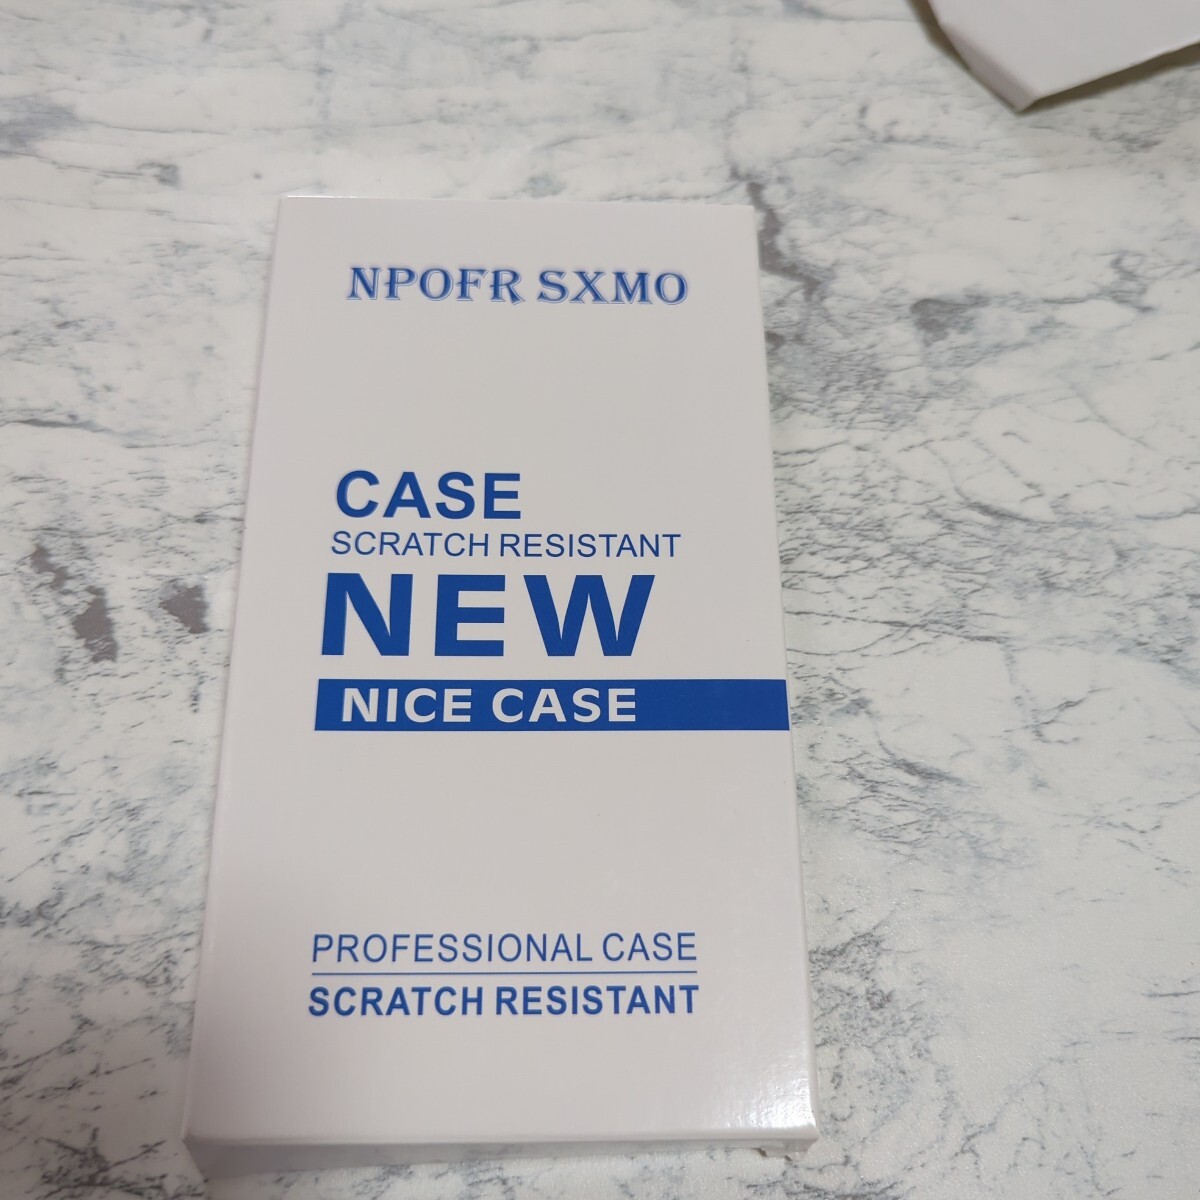 NPOFR SXMO
CASE
SCRATCH RESISTANT
NEW
NICE CASE
PROFESSIONAL CASE
SCRATCH RESISTANT